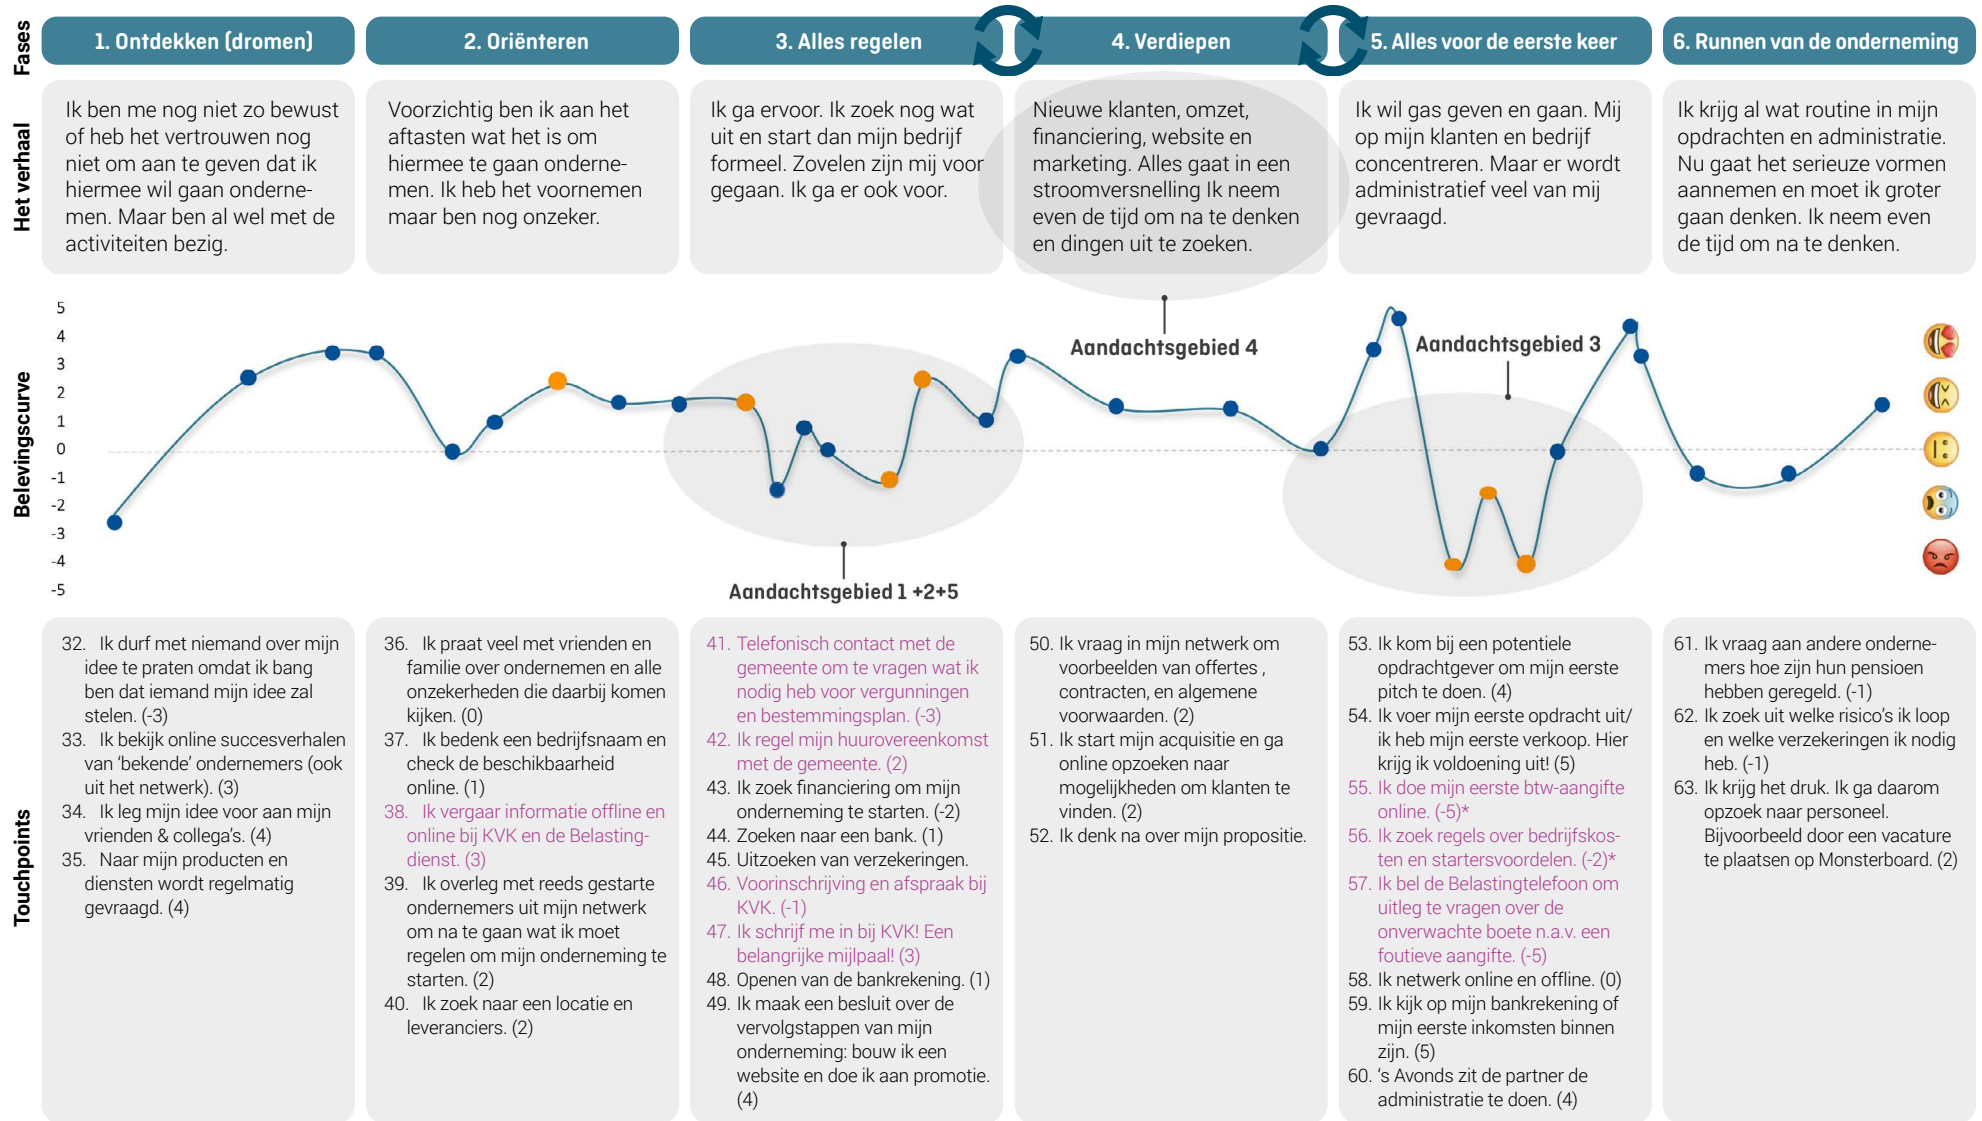 Fases
1. Ontdekken (dromen)
2. Oriënteren
3. Alles regelen
4. Verdiepen
5. Alles voor de eerste keer
6. Runnen van de onderneming
Het verhaal
Ik ben me nog niet zo bewust
of heb het vertrouwen nog
niet om aan te geven dat ik
hiermee wil gaan onderne-
men. Maar ben al wel met de
activiteiten bezig.
Voorzichtig ben ik aan het
aftasten wat het is om
hiermee te gaan onderne-
men. Ik heb het voornemen
maar ben nog onzeker.
Ik ga ervoor. Ik zoek nog wat
uit en start dan mijn bedrijf
formeel. Zovelen zijn mij voor
gegaan. Ik ga er ook voor.
Nieuwe klanten, omzet,
financiering, website en
marketing. Alles gaat in een
stroomversnelling Ik neem
even de tijd om na te denken
en dingen uit te zoeken.
Ik wil gas geven en gaan. Mij
op mijn klanten en bedrijf
concentreren. Maar er wordt
administratief veel van mij
gevraagd.
Ik krijg al wat routine in mijn
opdrachten en administratie.
Nu gaat het serieuze vormen
aannemen en moet ik groter
gaan denken. Ik neem even
de tijd om na te denken.
Belevingscurve
5
4
3
2
1
0
-1
-2
-3
-4
-5
Aandachtsgebied 4
Aandachtsgebied 3
Aandachtsgebied 1 +2+5
Touchpoints
32. Ik durf met niemand over mijn
idee te praten omdat ik bang
ben dat iemand mijn idee zal
stelen. (-3)
33. Ik bekijk online succesverhalen
van ‘bekende’ ondernemers (ook
uit het netwerk). (3)
34. Ik leg mijn idee voor aan mijn
vrienden & collega’s. (4)
35. Naar mijn producten en
diensten wordt regelmatig
gevraagd. (4)
36. Ik praat veel met vrienden en
familie over ondernemen en alle
onzekerheden die daarbij komen
kijken. (0)
37. Ik bedenk een bedrijfsnaam en
check de beschikbaarheid
online. (1)
38. Ik vergaar informatie offline en
online bij KVK en de Belasting-
dienst. (3)
39. Ik overleg met reeds gestarte
ondernemers uit mijn netwerk
om na te gaan wat ik moet
regelen om mijn onderneming te
starten. (2)
40. Ik zoek naar een locatie en
leveranciers. (2)
41. Telefonisch contact met de
gemeente om te vragen wat ik
nodig heb voor vergunningen
en bestemmingsplan. (-3)
42. Ik regel mijn huurovereenkomst
met de gemeente. (2)
43. Ik zoek financiering om mijn
onderneming te starten. (-2)
44. Zoeken naar een bank. (1)
45. Uitzoeken van verzekeringen.
46. Voorinschrijving en afspraak bij
KVK. (-1)
47. Ik schrijf me in bij KVK! Een
belangrijke mijlpaal! (3)
48. Openen van de bankrekening. (1)
49. Ik maak een besluit over de
vervolgstappen van mijn
onderneming: bouw ik een
website en doe ik aan promotie.
(4)
50. Ik vraag in mijn netwerk om
voorbeelden van offertes ,
contracten, en algemene
voorwaarden. (2)
51. Ik start mijn acquisitie en ga
online opzoeken naar
mogelijkheden om klanten te
vinden. (2)
52. Ik denk na over mijn propositie.
53. Ik kom bij een potentiele
opdrachtgever om mijn eerste
pitch te doen. (4)
54. Ik voer mijn eerste opdracht uit/
ik heb mijn eerste verkoop. Hier
krijg ik voldoening uit! (5)
55. Ik doe mijn eerste btw-aangifte
online. (-5)*
56. Ik zoek regels over bedrijfskos-
ten en startersvoordelen. (-2)*
57. Ik bel de Belastingtelefoon om
uitleg te vragen over de
onverwachte boete n.a.v. een
foutieve aangifte. (-5)
58. Ik netwerk online en offline. (0)
59. Ik kijk op mijn bankrekening of
mijn eerste inkomsten binnen
zijn. (5)
60. ‘s Avonds zit de partner de
administratie te doen. (4)
61. Ik vraag aan andere onderne-
mers hoe zijn hun pensioen
hebben geregeld. (-1)
62. Ik zoek uit welke risico’s ik loop
en welke verzekeringen ik nodig
heb. (-1)
63. Ik krijg het druk. Ik ga daarom
opzoek naar personeel.
Bijvoorbeeld door een vacature
te plaatsen op Monsterboard. (2)